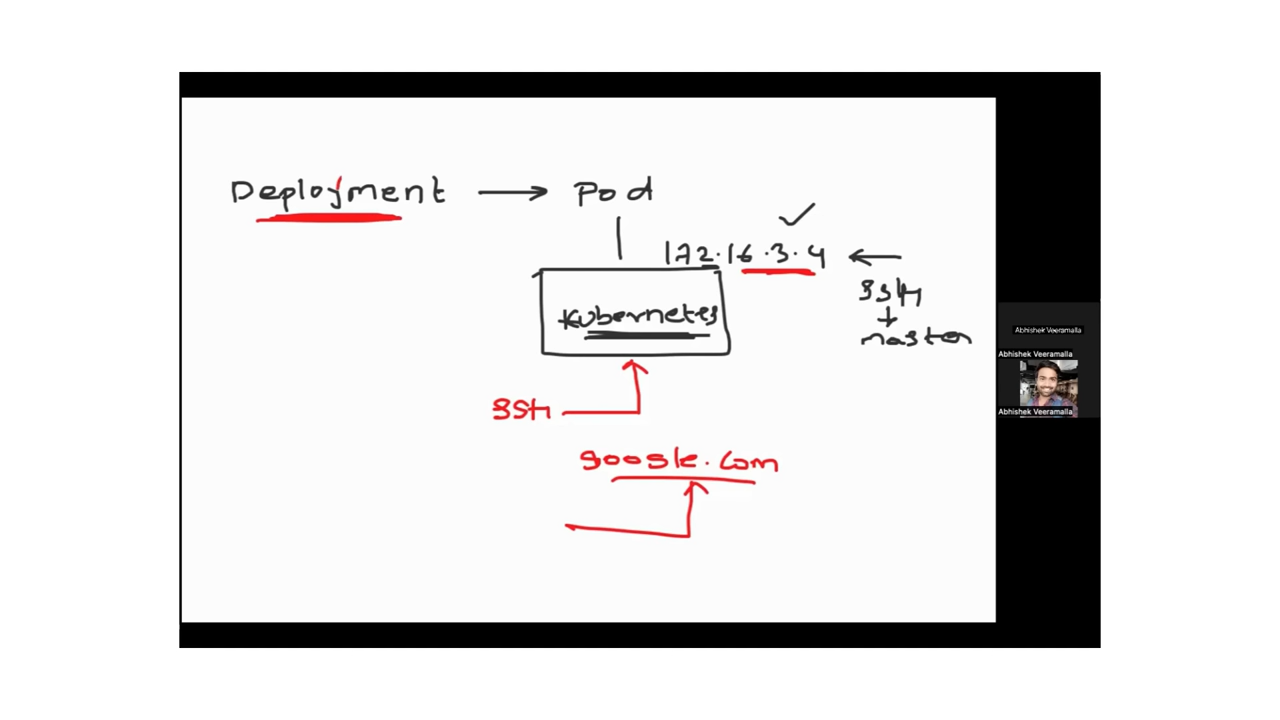 Deployment → Pod
172.16.3.4 ←
SSH
Kubernetes
master
SSH
google.com
Abhishek Veeramalla
Abhishek Veeramalla
Abhishek Veeramalla